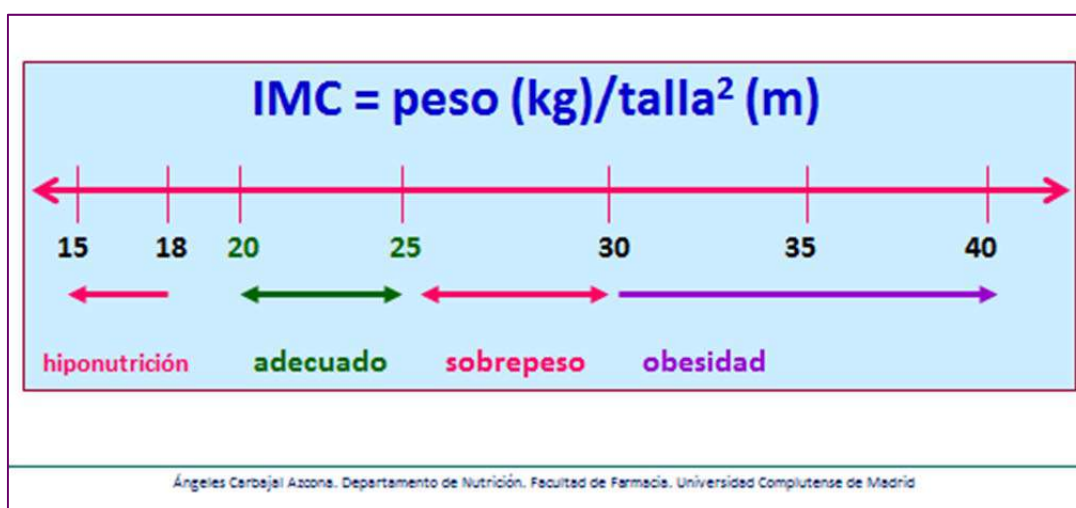 IMC = peso (kg)/talla² (m)
15 18 20 25 30 35 40
hiponutrición adecuado sobrepeso obesidad
Ángeles Carbajal Azcona. Departamento de Nutrición. Facultad de Farmacia. Universidad Complutense de Madrid